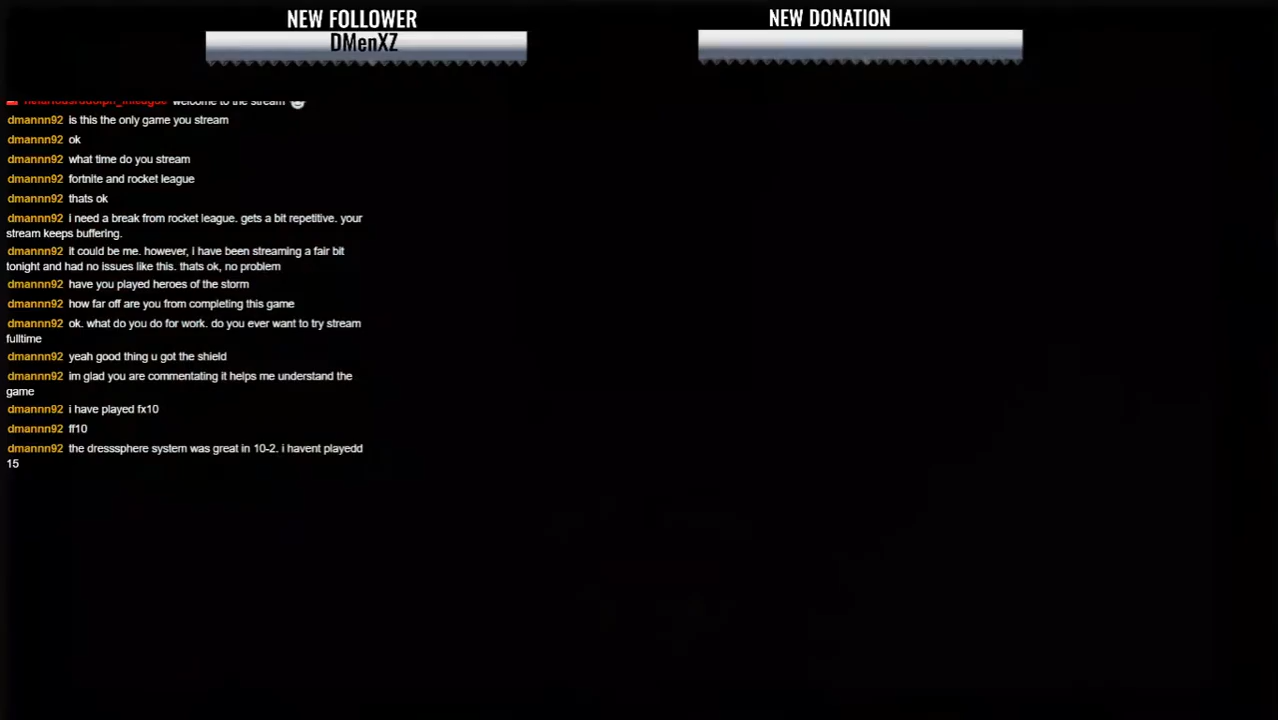 NEW FOLLOWER
DMenXZ
NEW DONATION
welcome to the stream
dmannn92 is this the only game you stream
dmannn92 ok
dmannn92 what time do you stream
dmannn92 fortnite and rocket league
dmannn92 thats ok
dmannn92 i need a break from rocket league. gets a bit repetitive. your
stream keeps buffering.
dmannn92 it could be me. however, i have been streaming a fair bit
tonight and had no issues like this. thats ok, no problem
dmannn92 have you played heroes of the storm
dmannn92 how far off are you from completing this game
dmannn92 ok. what do you do for work. do you ever want to try stream
fulltime
dmannn92 yeah good thing u got the shield
dmannn92 im glad you are commentating it helps me understand the
game
dmannn92 i have played fx10
dmannn92 ff10
dmannn92 the dresssphere system was great in 10-2. i havent playedd
15